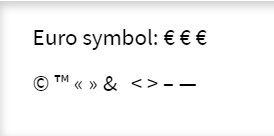 Euro symbol: € € €
© ™ « » & < > – —